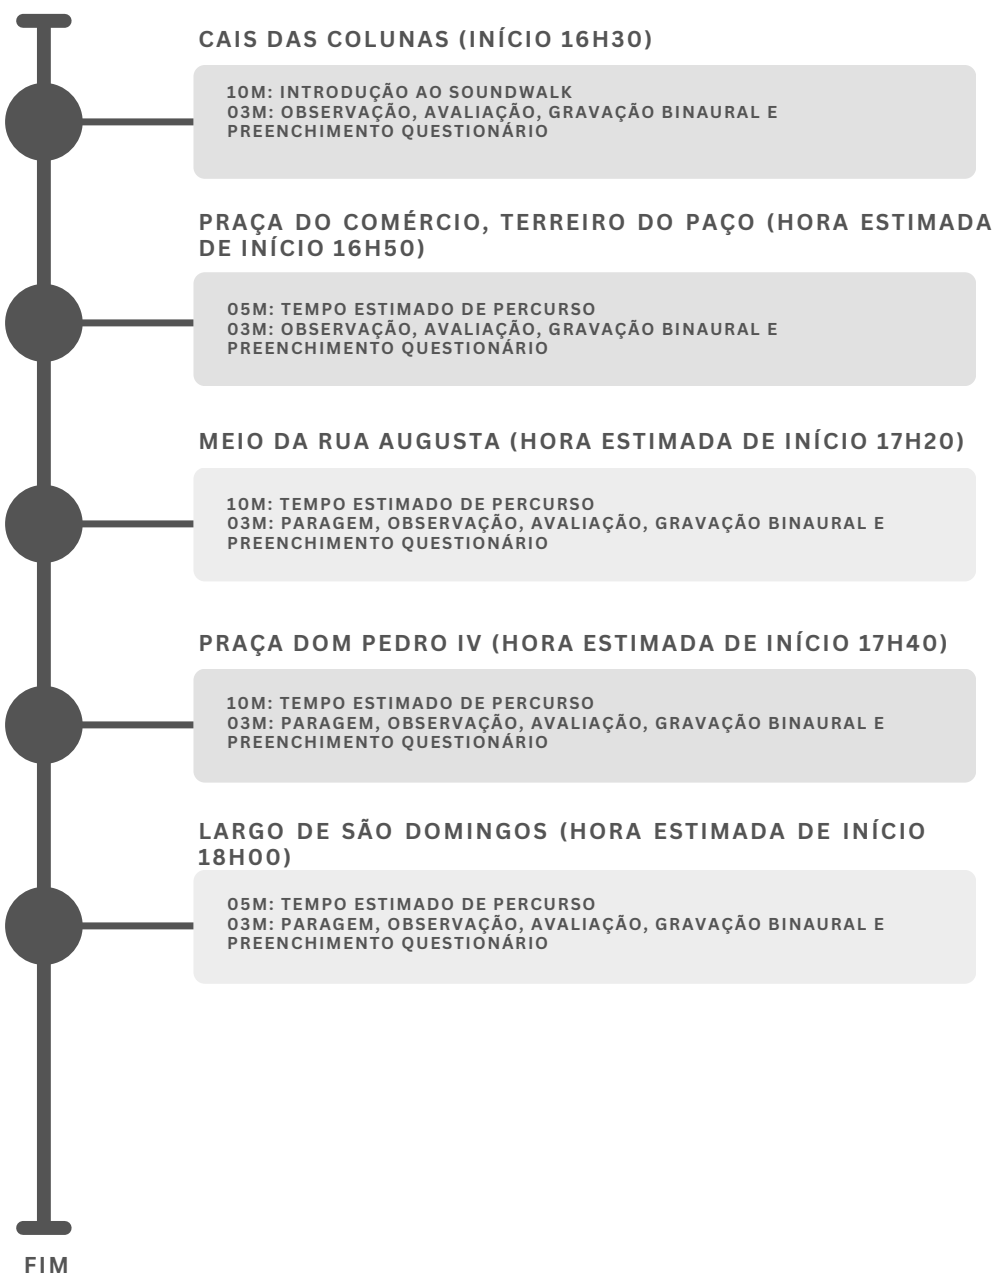 CAIS DAS COLUNAS (INÍCIO 16H30)
10M: INTRODUÇÃO AO SOUNDWALK
03M: OBSERVAÇÃO, AVALIAÇÃO, GRAVAÇÃO BINAURAL E
PREENCHIMENTO QUESTIONÁRIO
PRAÇA DO COMÉRCIO, TERREIRO DO PAÇO (HORA ESTIMADA
DE INÍCIO 16H50)
05M: TEMPO ESTIMADO DE PERCURSO
03M: OBSERVAÇÃO, AVALIAÇÃO, GRAVAÇÃO BINAURAL E
PREENCHIMENTO QUESTIONÁRIO
MEIO DA RUA AUGUSTA (HORA ESTIMADA DE INÍCIO 17H20)
10M: TEMPO ESTIMADO DE PERCURSO
03M: PARAGEM, OBSERVAÇÃO, AVALIAÇÃO, GRAVAÇÃO BINAURAL E
PREENCHIMENTO QUESTIONÁRIO
PRAÇA DOM PEDRO IV (HORA ESTIMADA DE INÍCIO 17H40)
10M: TEMPO ESTIMADO DE PERCURSO
03M: PARAGEM, OBSERVAÇÃO, AVALIAÇÃO, GRAVAÇÃO BINAURAL E
PREENCHIMENTO QUESTIONÁRIO
LARGO DE SÃO DOMINGOS (HORA ESTIMADA DE INÍCIO
18H00)
05M: TEMPO ESTIMADO DE PERCURSO
03M: PARAGEM, OBSERVAÇÃO, AVALIAÇÃO, GRAVAÇÃO BINAURAL E
PREENCHIMENTO QUESTIONÁRIO
FIM